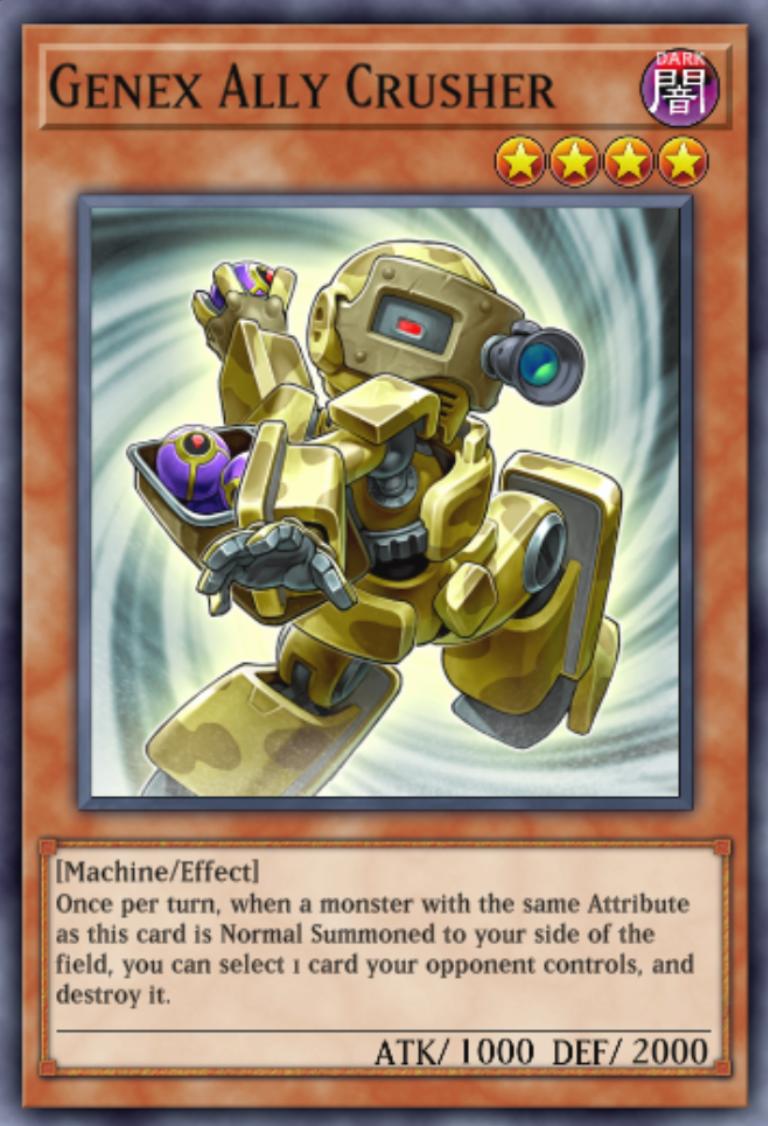 Genex Ally Crusher
DARK
闇
[Machine/Effect]
Once per turn, when a monster with the same Attribute
as this card is Normal Summoned to your side of the
field, you can select 1 card your opponent controls, and
destroy it.
ATK/ 1000 DEF/ 2000